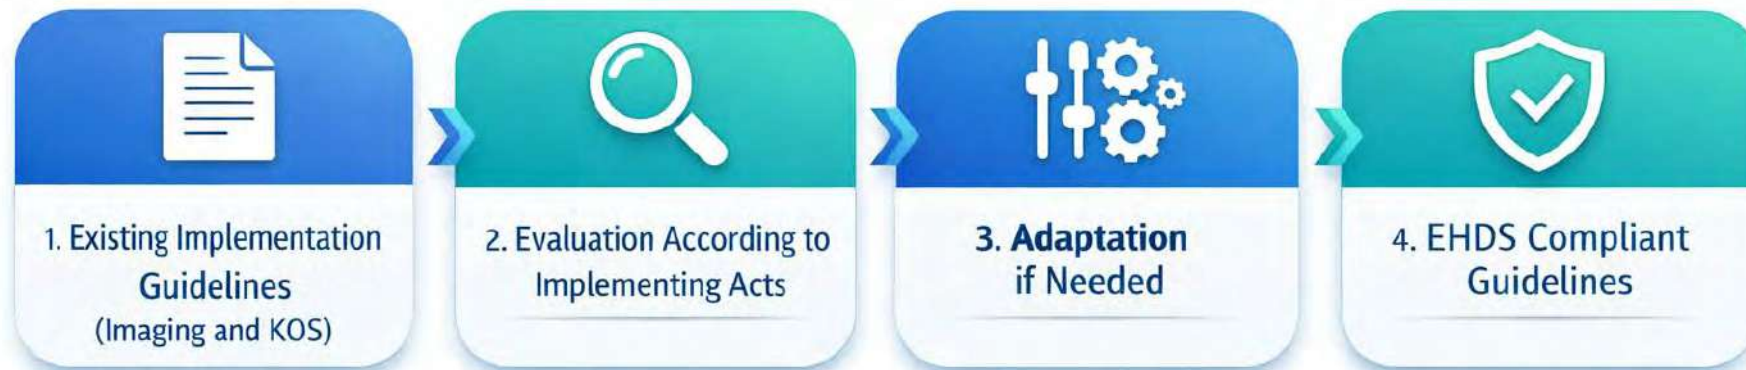 1. Existing Implementation
Guidelines
(Imaging and KOS)
2. Evaluation According to
Implementing Acts
3. Adaptation
if Needed
4. EHDS Compliant
Guidelines